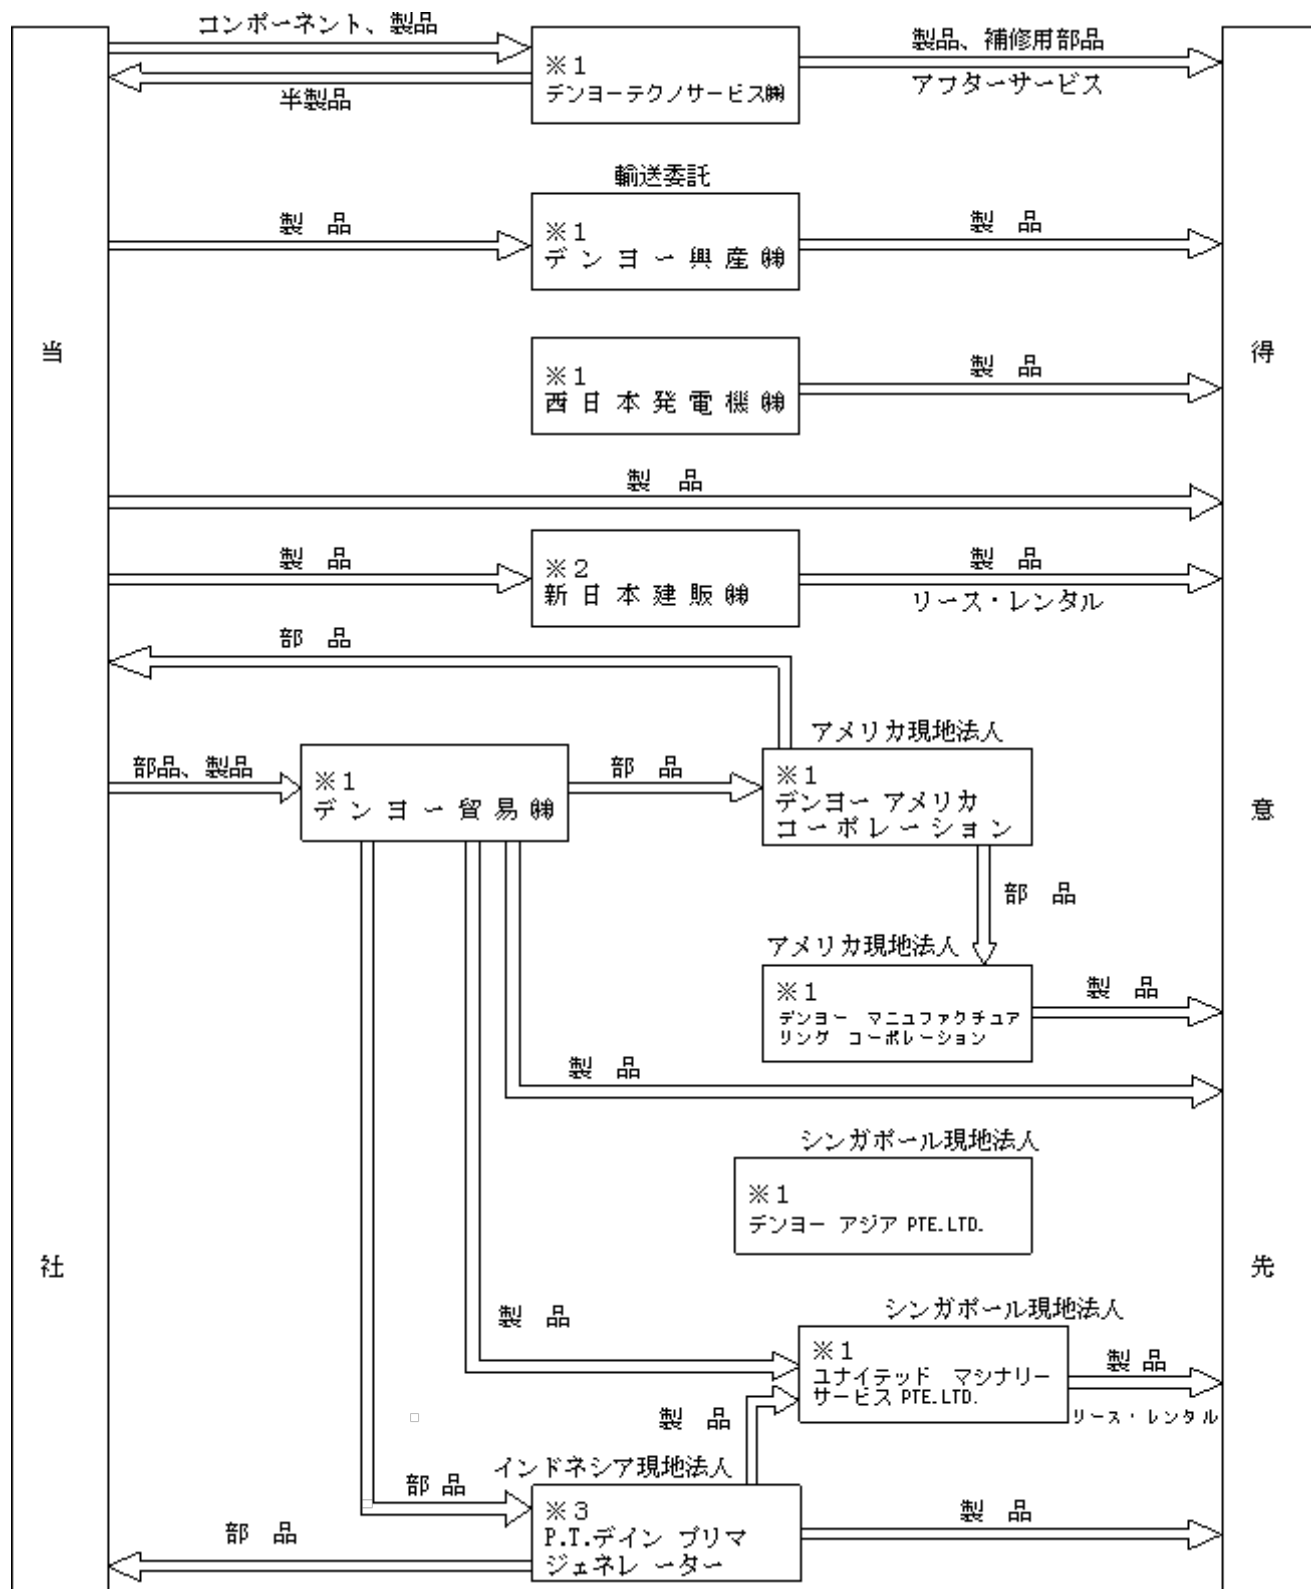 コンポーネント、製品
※1
デンヨーテクノサービス㈱
半製品
製品、補修用部品
アフターサービス
輸送委託
製　品
※1
デンヨー興産㈱
製　品
当
※1
西日本発電機㈱
製　品
得
製　品
製　品
※2
新日本建販㈱
製　品
リース・レンタル
部　品
部品、製品
※1
デンヨー貿易㈱
部　品
アメリカ現地法人
※1
デンヨー アメリカ
コーポレーション
意
部　品
アメリカ現地法人
※1
デンヨー　マニュファクチュア
リング　コーポレーション
製　品
製　品
シンガポール現地法人
※1
デンヨー アジア PTE.LTD.
社
先
製　品
シンガポール現地法人
※1
ユナイテッド　マシナリー
サービス PTE.LTD.
製　品
リース・レンタル
製　品
部　品
インドネシア現地法人
※3
P.T.デイン プリマ
ジェネレーター
製　品
部　品